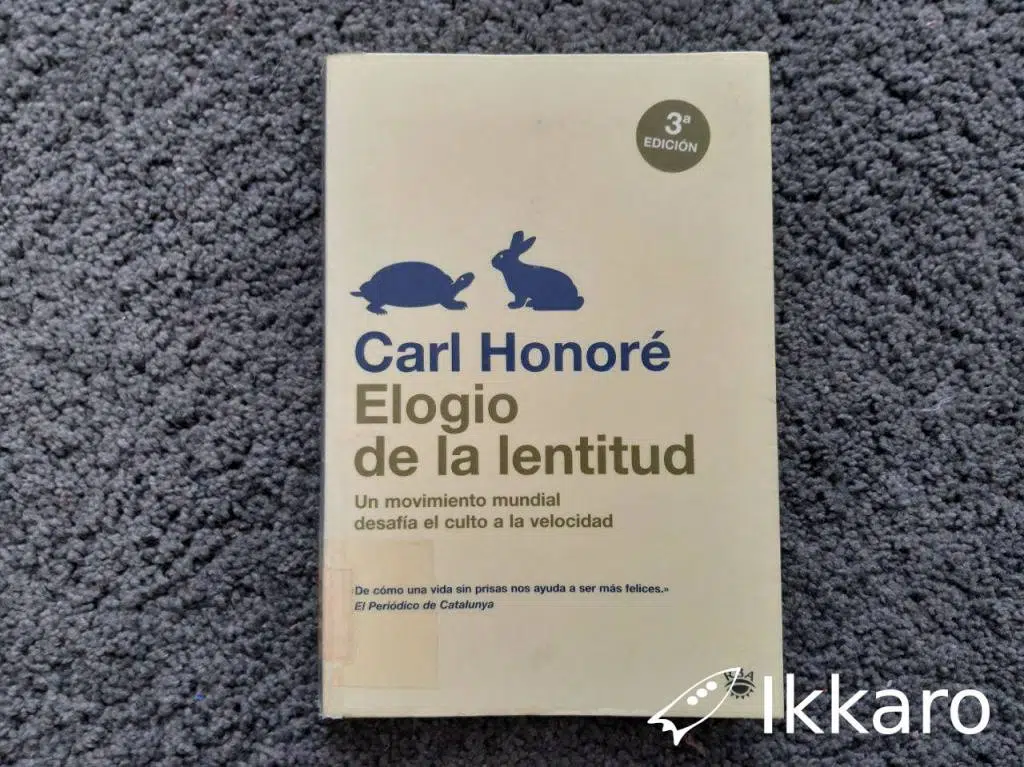 3ª
EDICIÓN
Carl Honoré
Elogio
de la lentitud
Un movimiento mundial
desafía el culto a la velocidad
De cómo una vida sin prisas nos ayuda a ser más felices.»
El Periódico de Catalunya
RBA
Ikkaro